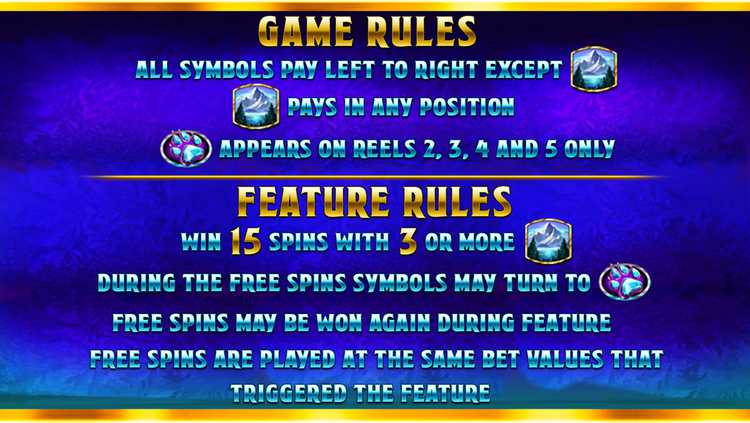 GAME RULES
ALL SYMBOLS PAY LEFT TO RIGHT EXCEPT
PAYS IN ANY POSITION
APPEARS ON REELS 2, 3, 4 AND 5 ONLY
FEATURE RULES
WIN 15 SPINS WITH 3 OR MORE
DURING THE FREE SPINS SYMBOLS MAY TURN TO
FREE SPINS MAY BE WON AGAIN DURING FEATURE
FREE SPINS ARE PLAYED AT THE SAME BET VALUES THAT
TRIGGERED THE FEATURE